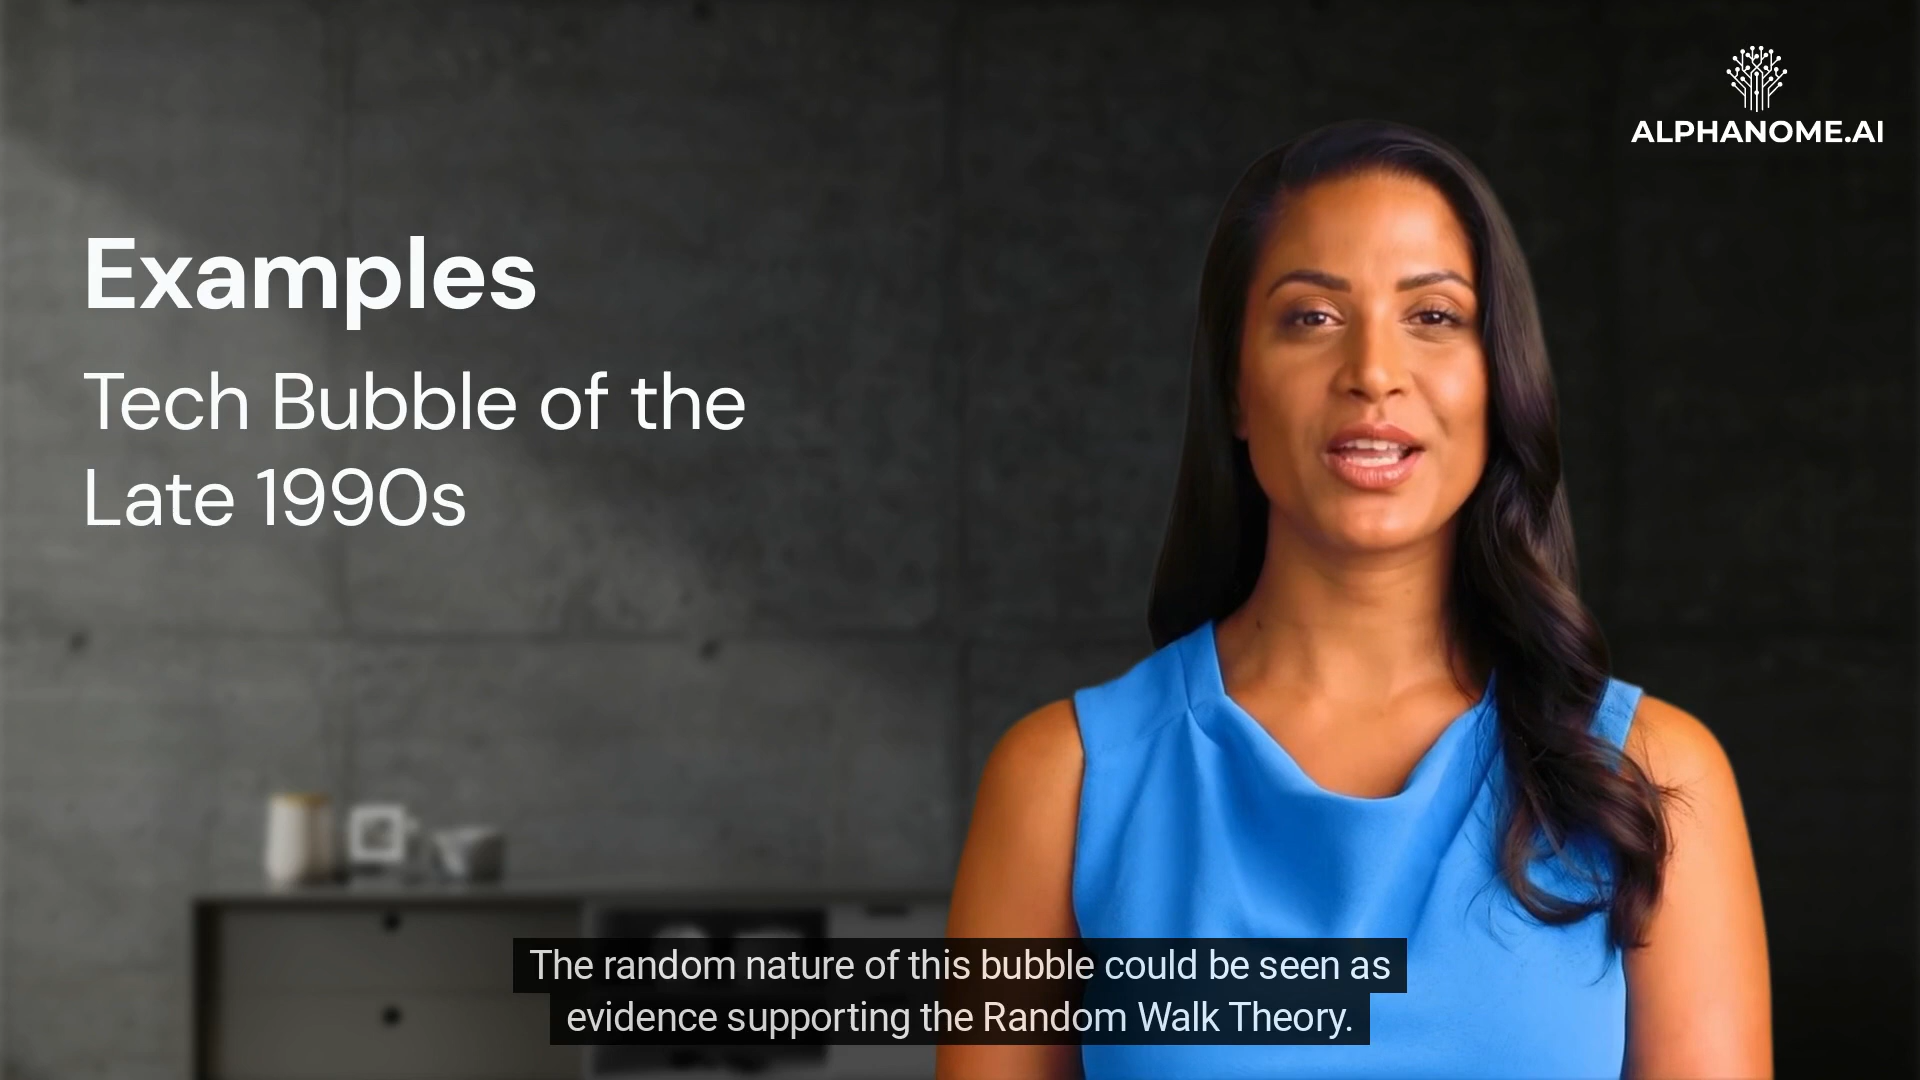 ALPHANOME.AI
Examples
Tech Bubble of the
Late 1990s
The random nature of this bubble could be seen as
evidence supporting the Random Walk Theory.